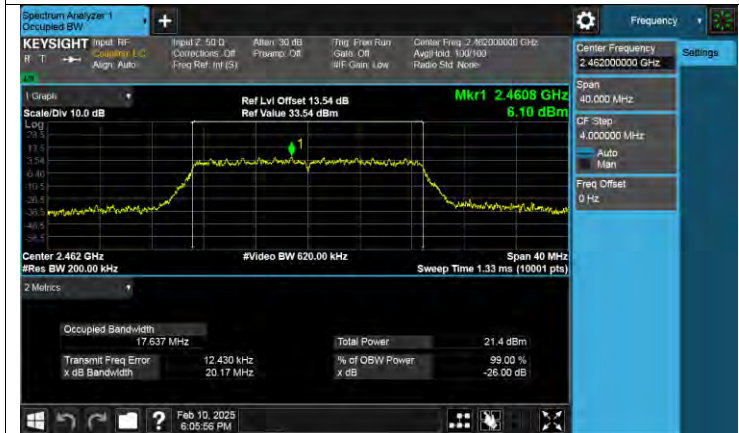 Spectrum Analyzer 1
Occupied BW
Frequency
KEYSIGHT
R T
Input: RF
Coupling: DC
Align: Auto
Input Z: 50 Ω
Corrections: Off
Freq Ref: Int (S)
Atten: 30 dB
Preamp: Off
Trig: Free Run
Gate: Off
#IF Gain: Low
Center Freq: 2.462000000 GHz
Avg|Hold: 100/100
Radio Std: None
Center Frequency
2.462000000 GHz
Settings
Span
40.000 MHz
CF Step
4.000000 MHz
Auto
Man
Freq Offset
0 Hz
1 Graph
Scale/Div 10.0 dB
Log
Ref Lvl Offset 13.54 dB
Ref Value 33.54 dBm
Mkr1 2.4608 GHz
6.10 dBm
1
23.5
13.5
3.54
-6.46
-16.5
-26.5
-36.5
-46.5
-56.5
Center 2.462 GHz
#Video BW 620.00 kHz
Span 40 MHz
#Res BW 200.00 kHz
Sweep Time 1.33 ms (10001 pts)
2 Metrics
Occupied Bandwidth
17.637 MHz
Total Power 21.4 dBm
Transmit Freq Error 12.430 kHz
% of OBW Power 99.00 %
x dB Bandwidth 20.17 MHz
x dB -26.00 dB
?
Feb 10, 2025
6:05:56 PM